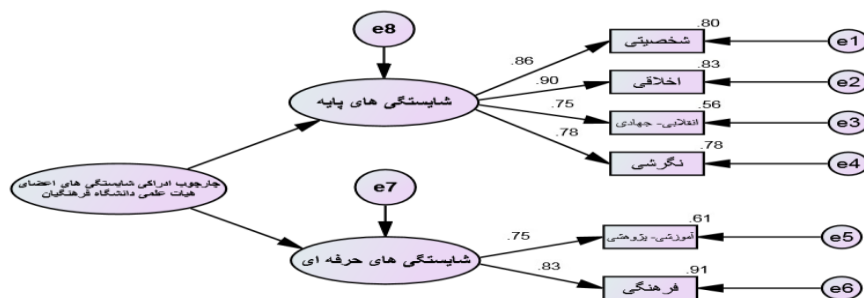 e8
.80
شخصیتی
e1
.86
.83
اخلاقی
e2
.90
شایستگی های پایه
.56
انقلابی- جهادی
e3
.75
.78
نگرشی
e4
.78
چارچوب ادراکی شایستگی های اعضای
هیات علمی دانشگاه فرهنگیان
e7
.61
آموزشی- پژوهشی
e5
.75
شایستگی های حرفه ای
.83
.91
فرهنگی
e6